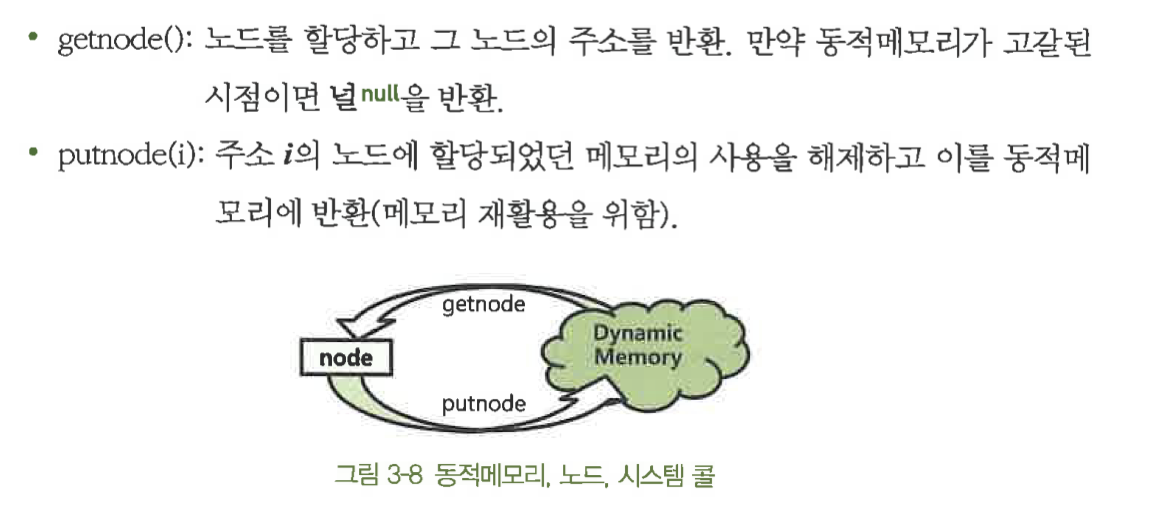 • getnode(): 노드를 할당하고 그 노드의 주소를 반환. 만약 동적메모리가 고갈된
시점이면 널null을 반환.
• putnode(i): 주소 i의 노드에 할당되었던 메모리의 사용을 해제하고 이를 동적메
모리에 반환(메모리 재활용을 위함).
getnode
Dynamic
Memory
node
putnode
그림 3-8 동적메모리, 노드, 시스템 콜